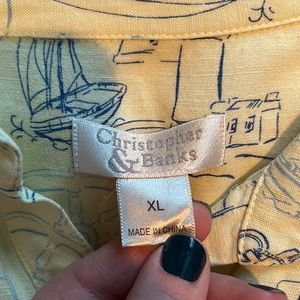 Christopher
& Banks
XL
MADE IN CHINA